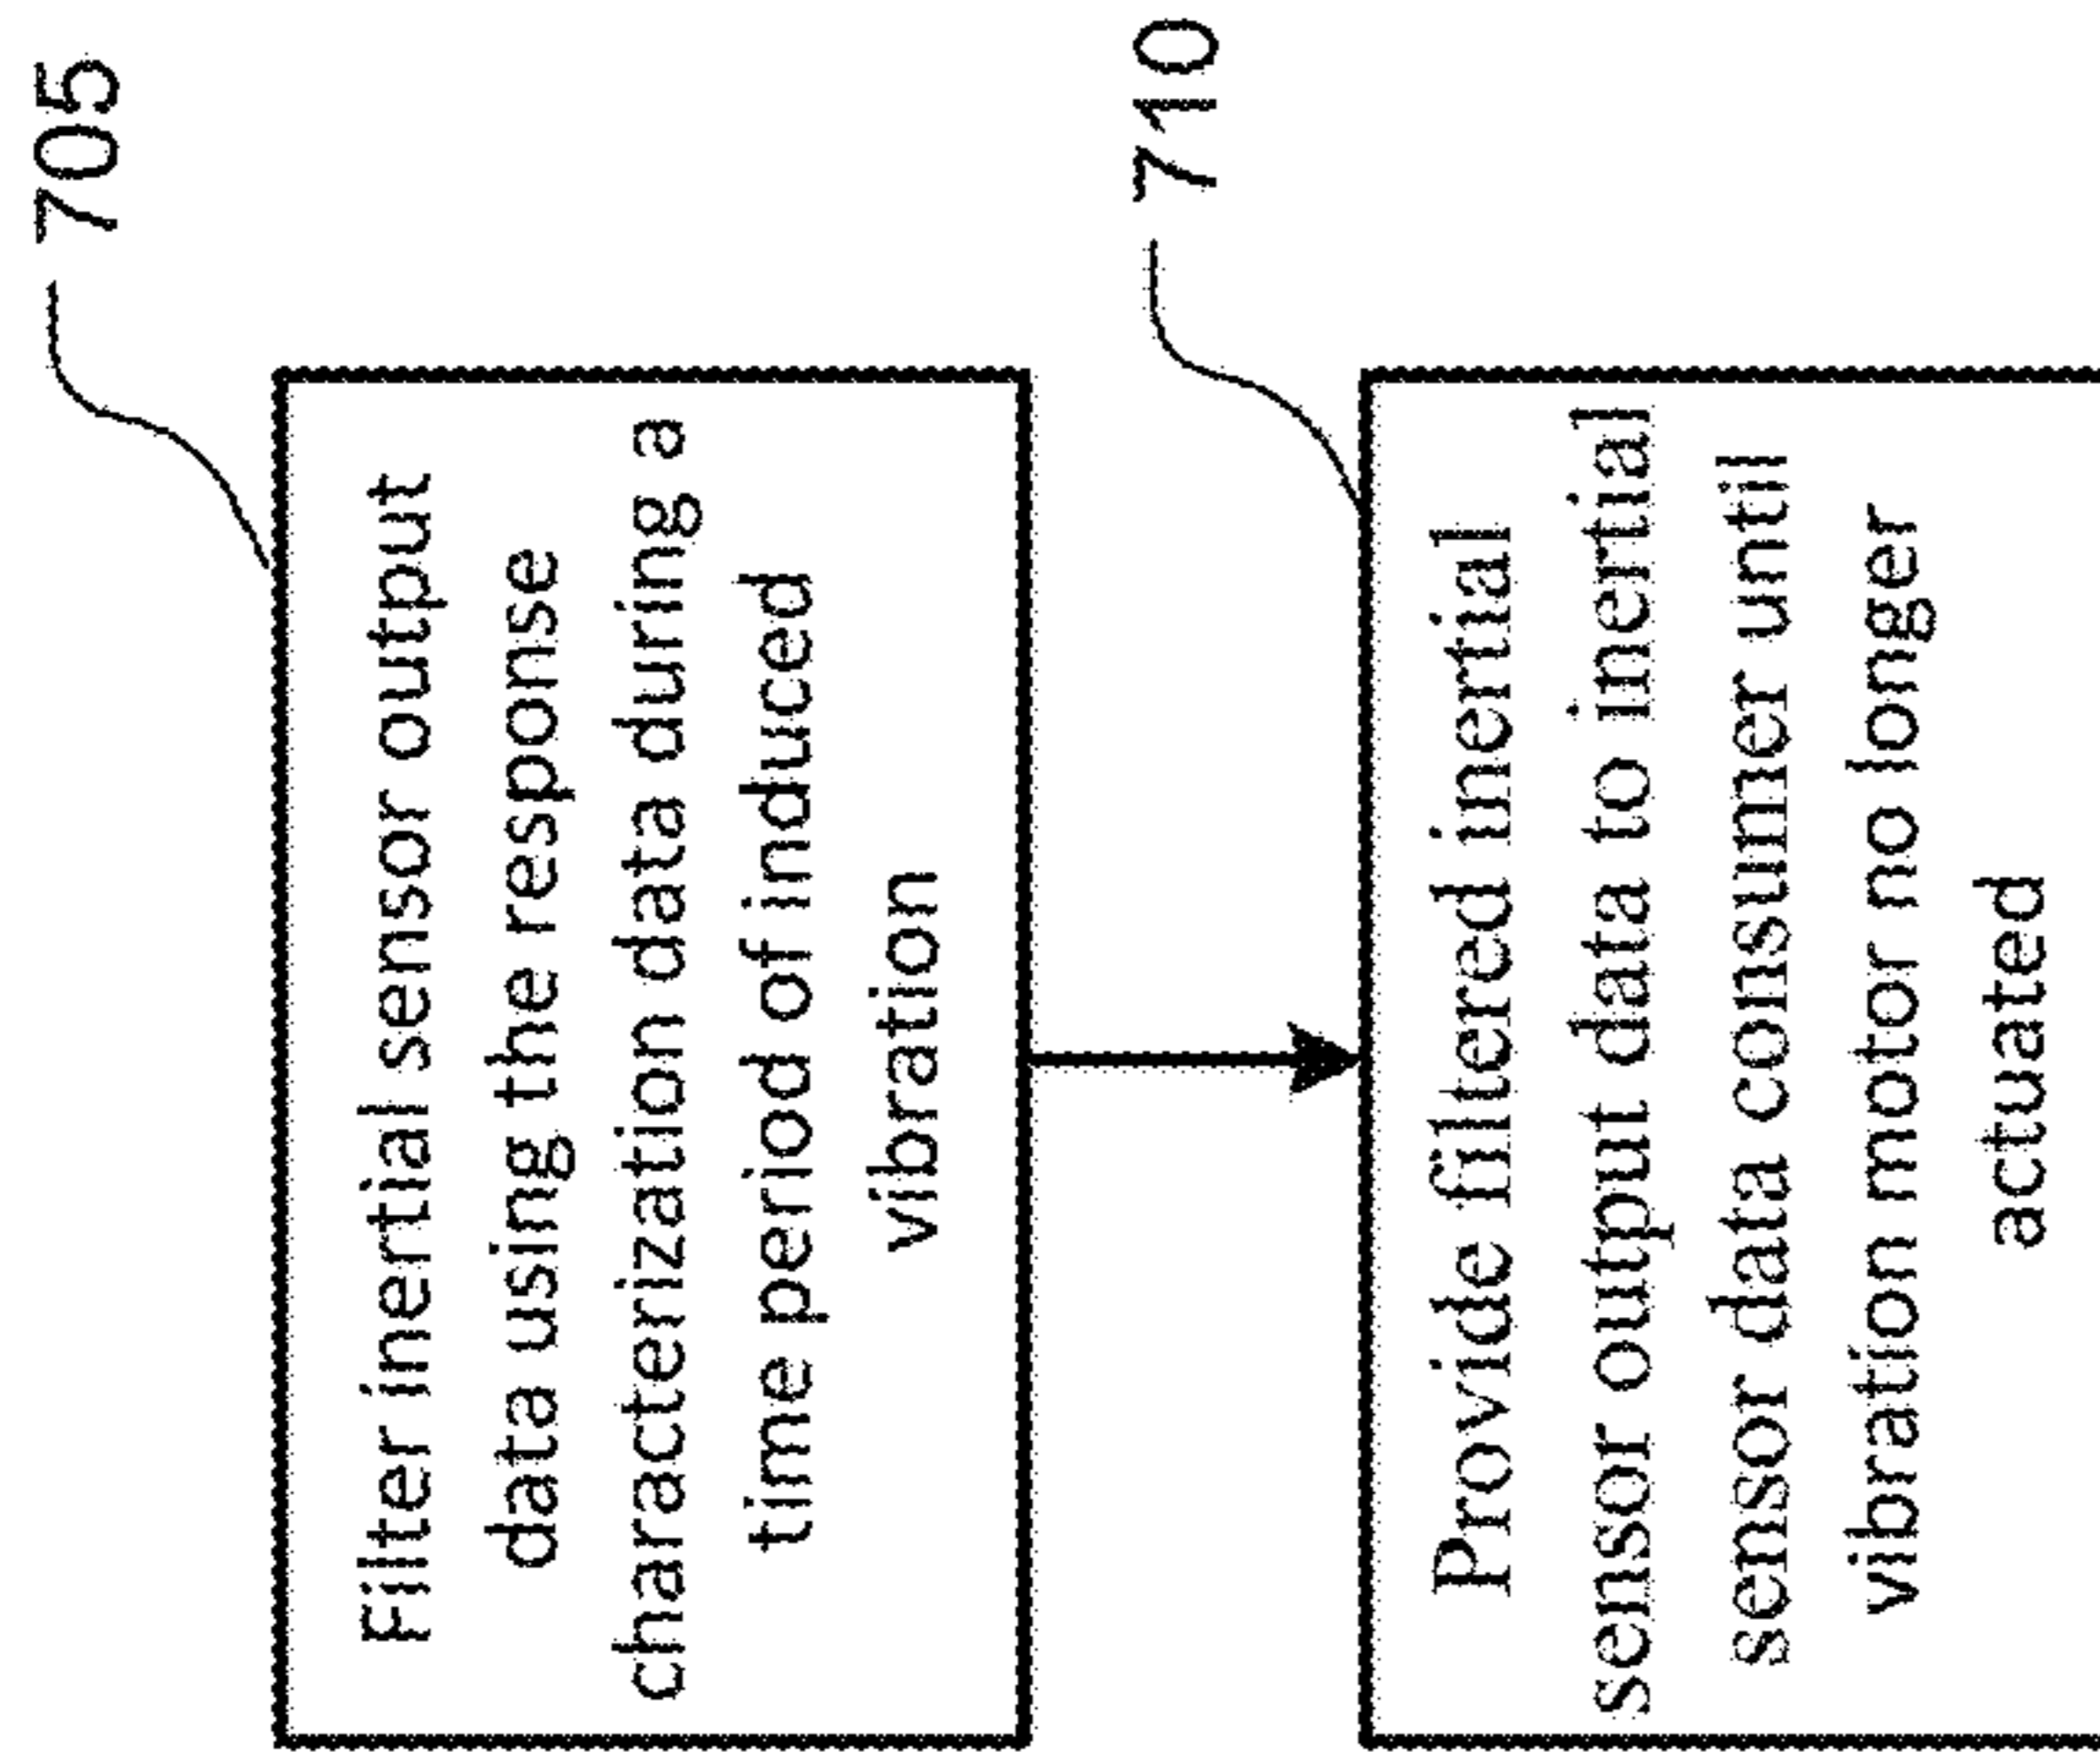 705
Filter inertial sensor output
data using the response
characterization data during a
time period of induced
vibration
710
Provide filtered inertial
sensor output data to inertial
sensor data consumer until
vibration motor no longer
actuated